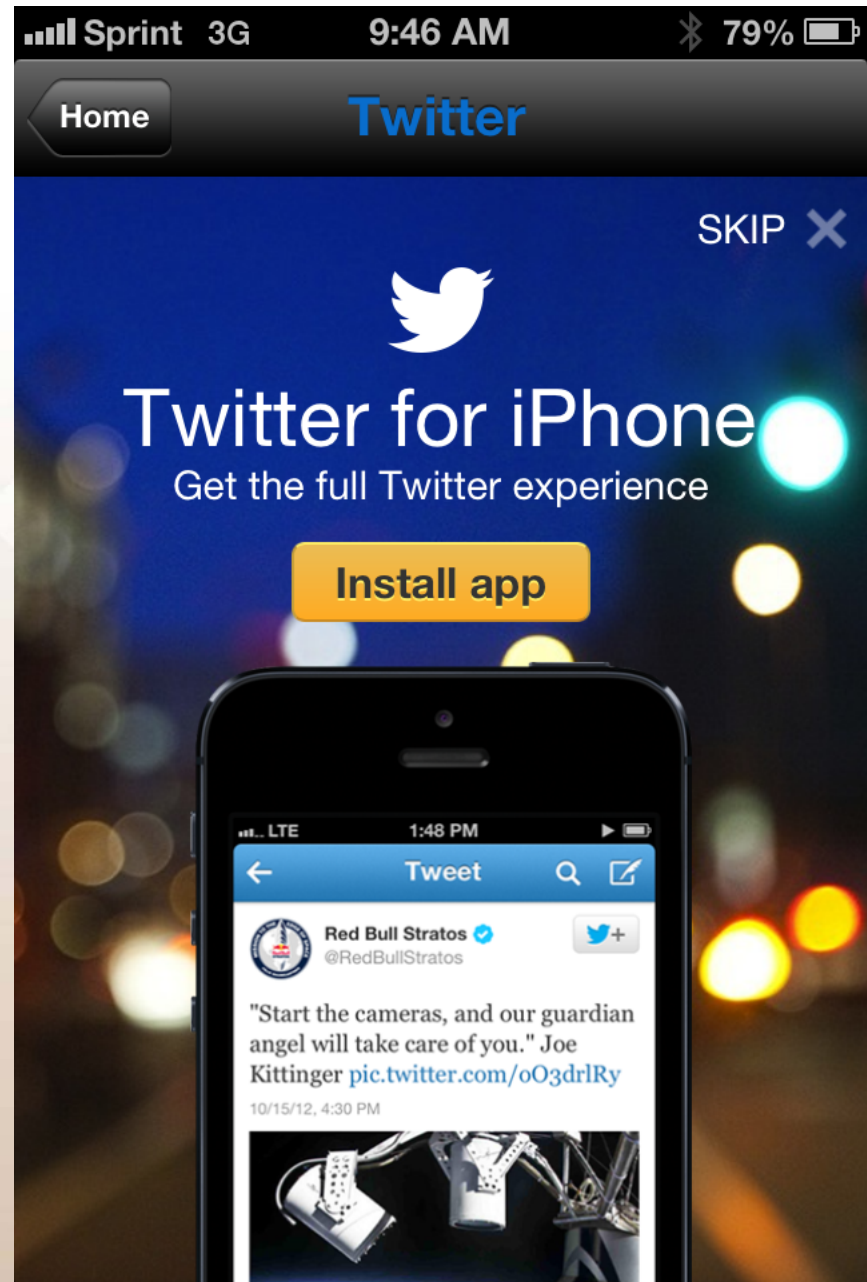 Sprint 3G 9:46 AM 79%
Home Twitter
SKIP
Twitter for iPhone
Get the full Twitter experience
Install app
LTE 1:48 PM
Tweet
Red Bull Stratos
@RedBullStratos
"Start the cameras, and our guardian
angel will take care of you." Joe
Kittinger pic.twitter.com/oO3drlRy
10/15/12, 4:30 PM